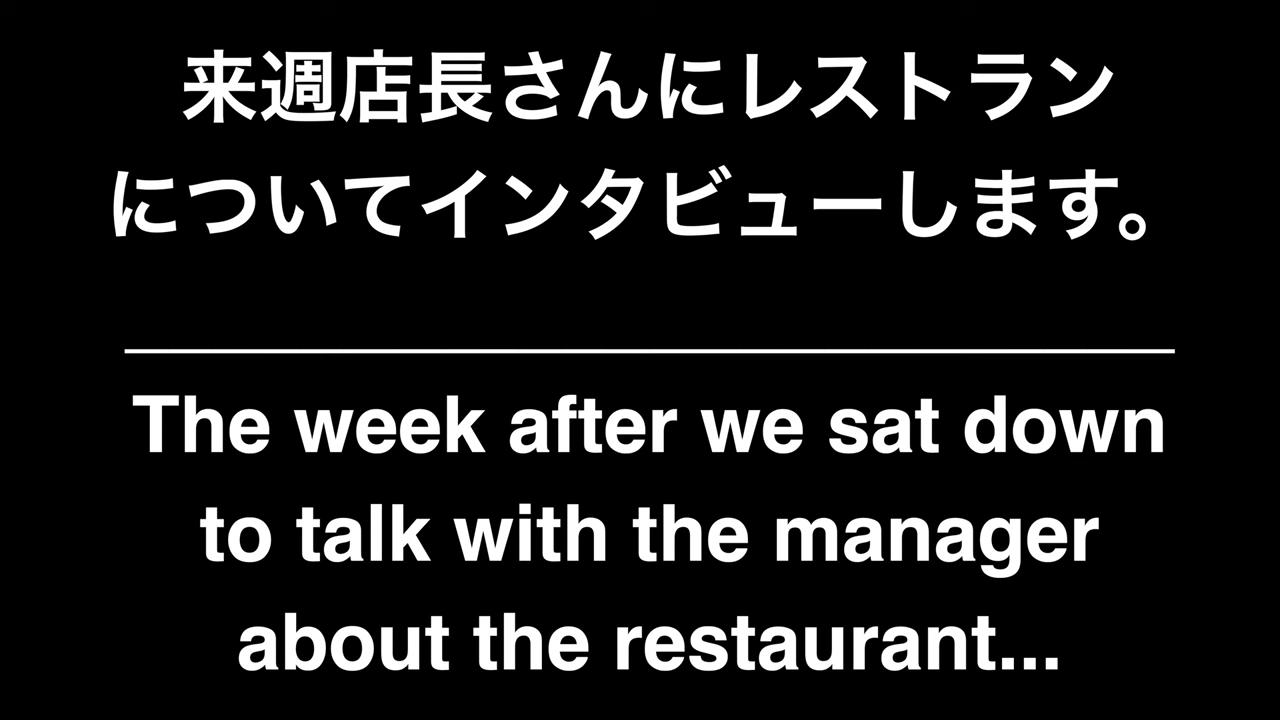 来週店長さんにレストラン
についてインタビューします。
The week after we sat down
to talk with the manager
about the restaurant...